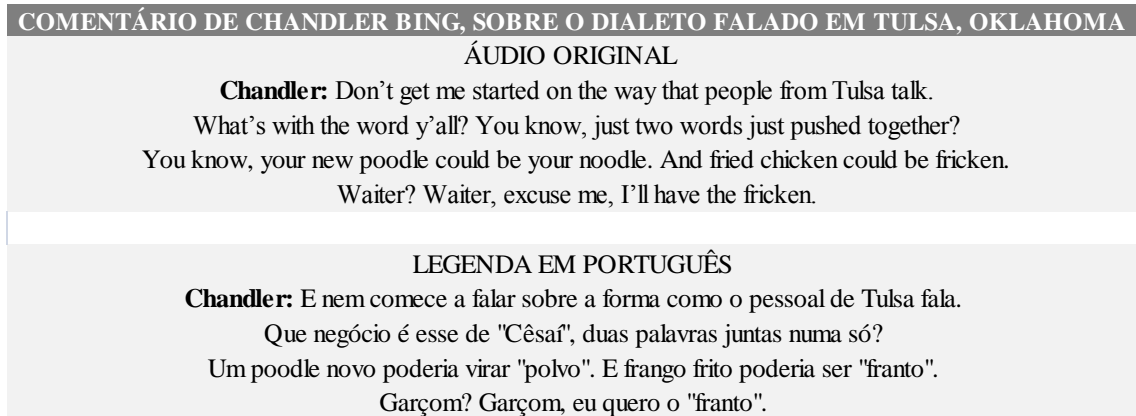 COMENTÁRIO DE CHANDLER BING, SOBRE O DIALETO FALADO EM TULSA, OKLAHOMA
ÁUDIO ORIGINAL
Chandler: Don't get me started on the way that people from Tulsa talk.
What's with the word y'all? You know, just two words just pushed together?
You know, your new poodle could be your noodle. And fried chicken could be fricken.
Waiter? Waiter, excuse me, I'll have the fricken.
LEGENDA EM PORTUGUÊS
Chandler: E nem comece a falar sobre a forma como o pessoal de Tulsa fala.
Que negócio é esse de "Cêsaí", duas palavras juntas numa só?
Um poodle novo poderia virar "polvo". E frango frito poderia ser "franto".
Garçom? Garçom, eu quero o "franto".